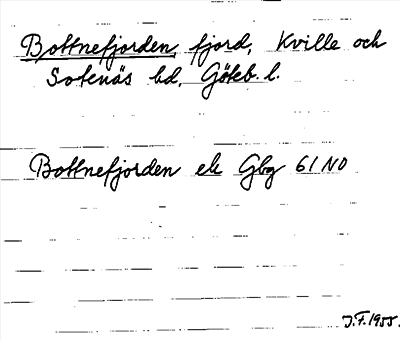 Bottnefjorden, fjord, Kville och
Sotenäs hd, Göteb. l.
Bottnefjorden ek Gbg 61 NO
J.F. 1955.